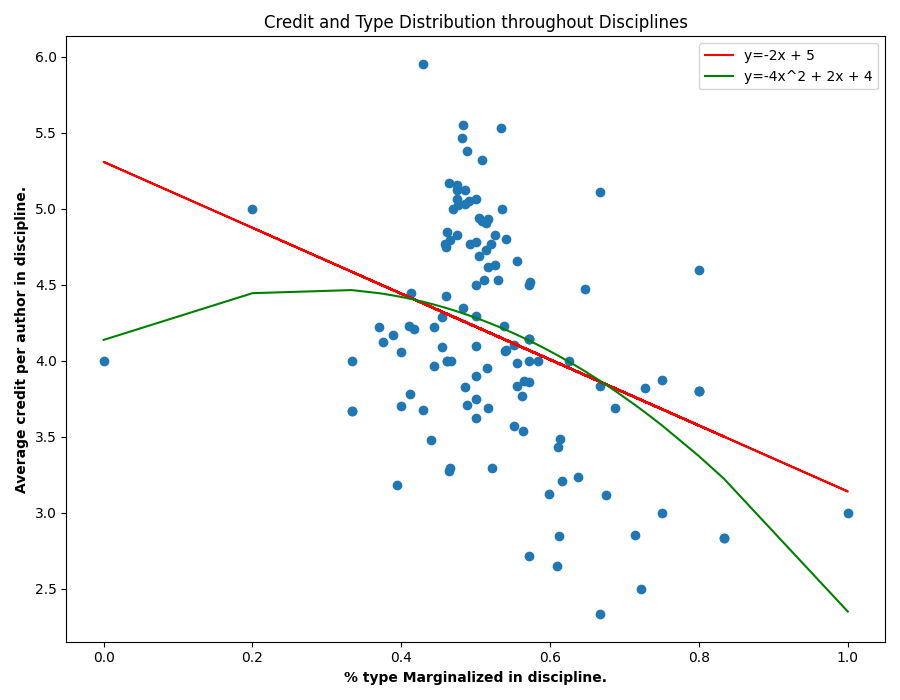 Credit and Type Distribution throughout Disciplines
y=-2x + 5
y=-4x^2 + 2x + 4
6.0
5.5
5.0
4.5
4.0
3.5
3.0
2.5
Average credit per author in discipline.
0.0 0.2 0.4 0.6 0.8 1.0
% type Marginalized in discipline.